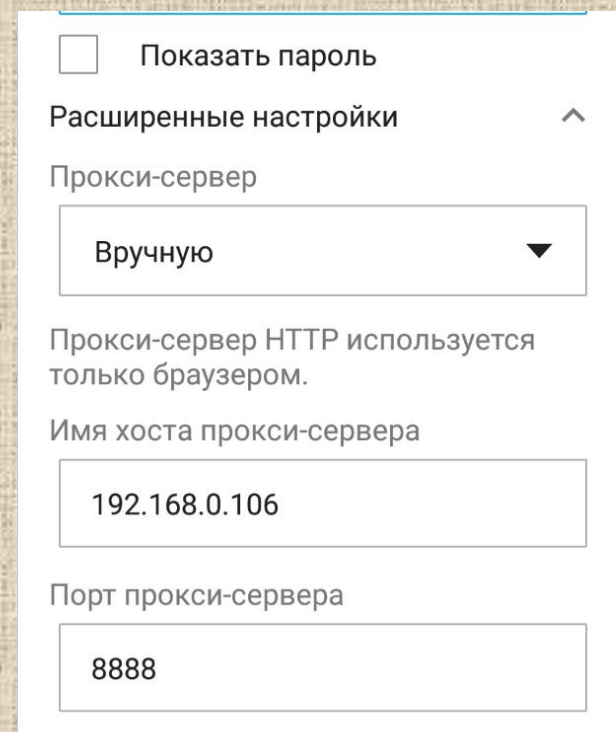 Показать пароль
Расширенные настройки
Прокси-сервер
Вручную
Прокси-сервер HTTP используется
только браузером.
Имя хоста прокси-сервера
192.168.0.106
Порт прокси-сервера
8888